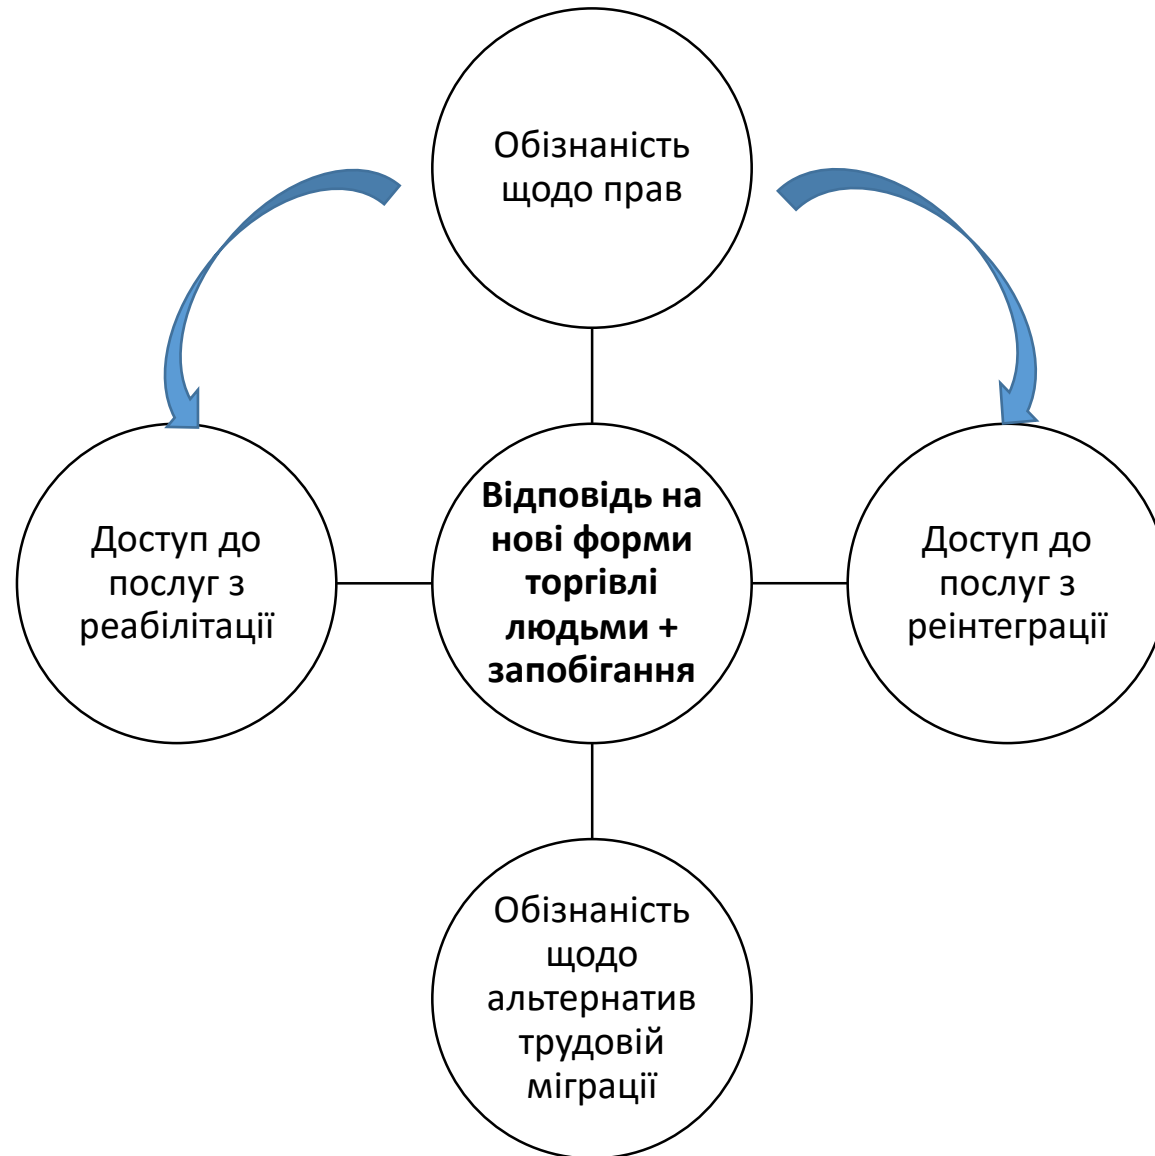 Обізнаність
щодо прав
Доступ до
послуг з
реабілітації
Відповідь на
нові форми
торгівлі
людьми +
запобігання
Доступ до
послуг з
реінтеграції
Обізнаність
щодо
альтернатив
трудовій
міграції